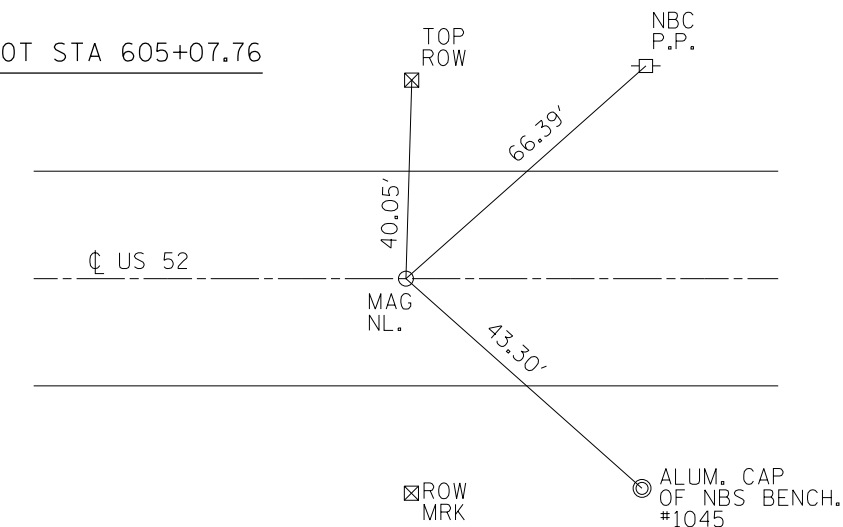 OT STA 605+07.76
TOP
ROW
NBC
P.P.
66.39'
40.05'
℄ US 52
MAG
NL.
43.30'
ROW
MRK
ALUM. CAP
OF NBS BENCH.
#1045